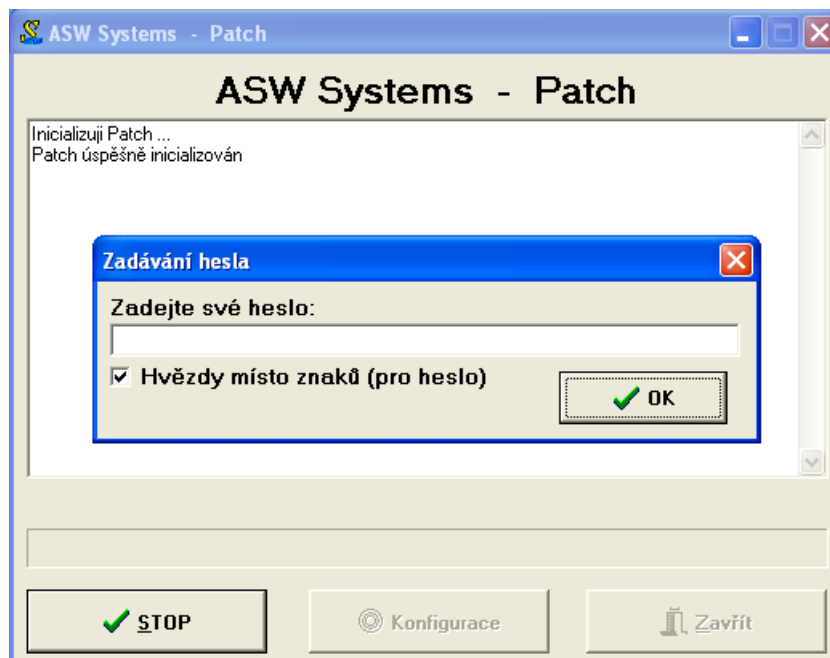 ASW Systems - Patch
ASW Systems - Patch
Inicializuji Patch ...
Patch úspěšně inicializován
Zadávání hesla
Zadejte své heslo:
Hvězdy místo znaků (pro heslo)
OK
STOP
Konfigurace
Zavřít